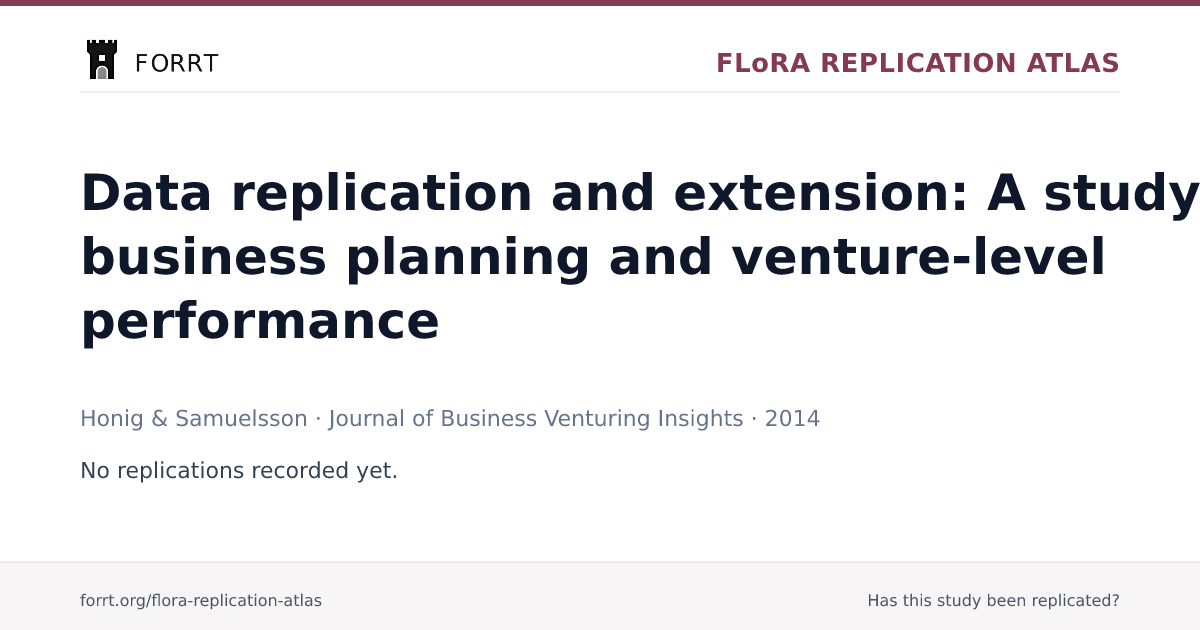 FORRT
FLoRA REPLICATION ATLAS
Data replication and extension: A study
business planning and venture-level
performance
Honig & Samuelsson · Journal of Business Venturing Insights · 2014
No replications recorded yet.
forrt.org/flora-replication-atlas
Has this study been replicated?